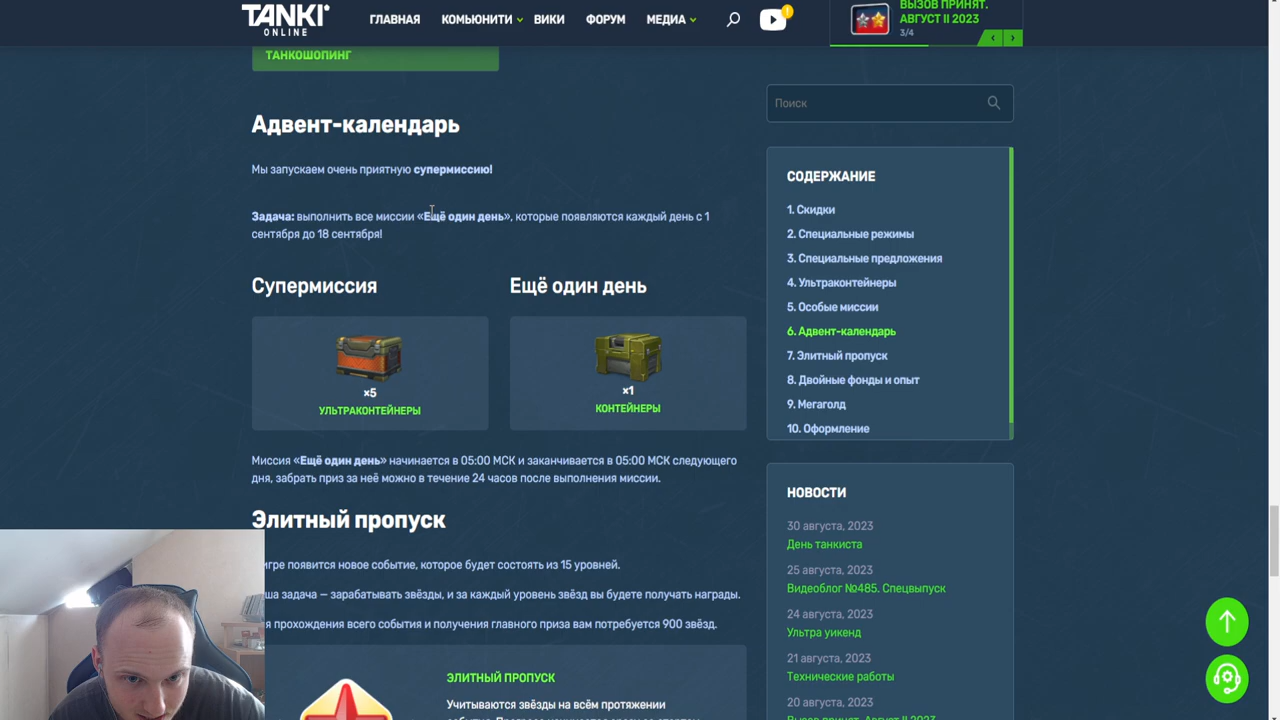 TANKI
ONLINE
ГЛАВНАЯ
КОМЬЮНИТИ
ВИКИ
ФОРУМ
МЕДИА
ВЫЗОВ ПРИНЯТ.
АВГУСТ II 2023
3/4
ТАНКОШОПИНГ
Адвент-календарь
Мы запускаем очень приятную супермиссию!
Задача: выполнить все миссии «Ещё один день», которые появляются каждый день с 1
сентября до 18 сентября!
Супермиссия
Ещё один день
×5
УЛЬТРАКОНТЕЙНЕРЫ
×1
КОНТЕЙНЕРЫ
Миссия «Ещё один день» начинается в 05:00 МСК и заканчивается в 05:00 МСК следующего
дня, забрать приз за неё можно в течение 24 часов после выполнения миссии.
Элитный пропуск
игре появится новое событие, которое будет состоять из 15 уровней.
ша задача — зарабатывать звёзды, и за каждый уровень звёзд вы будете получать награды.
я прохождения всего события и получения главного приза вам потребуется 900 звёзд.
ЭЛИТНЫЙ ПРОПУСК
Учитываются звёзды на всём протяжении
Поиск
СОДЕРЖАНИЕ
1. Скидки
2. Специальные режимы
3. Специальные предложения
4. Ультраконтейнеры
5. Особые миссии
6. Адвент-календарь
7. Элитный пропуск
8. Двойные фонды и опыт
9. Мегаголд
10. Оформление
НОВОСТИ
30 августа, 2023
День танкиста
25 августа, 2023
Видеоблог №485. Спецвыпуск
24 августа, 2023
Ультра уикенд
21 августа, 2023
Технические работы
20 августа, 2023
Вызов принят. Август II 2023